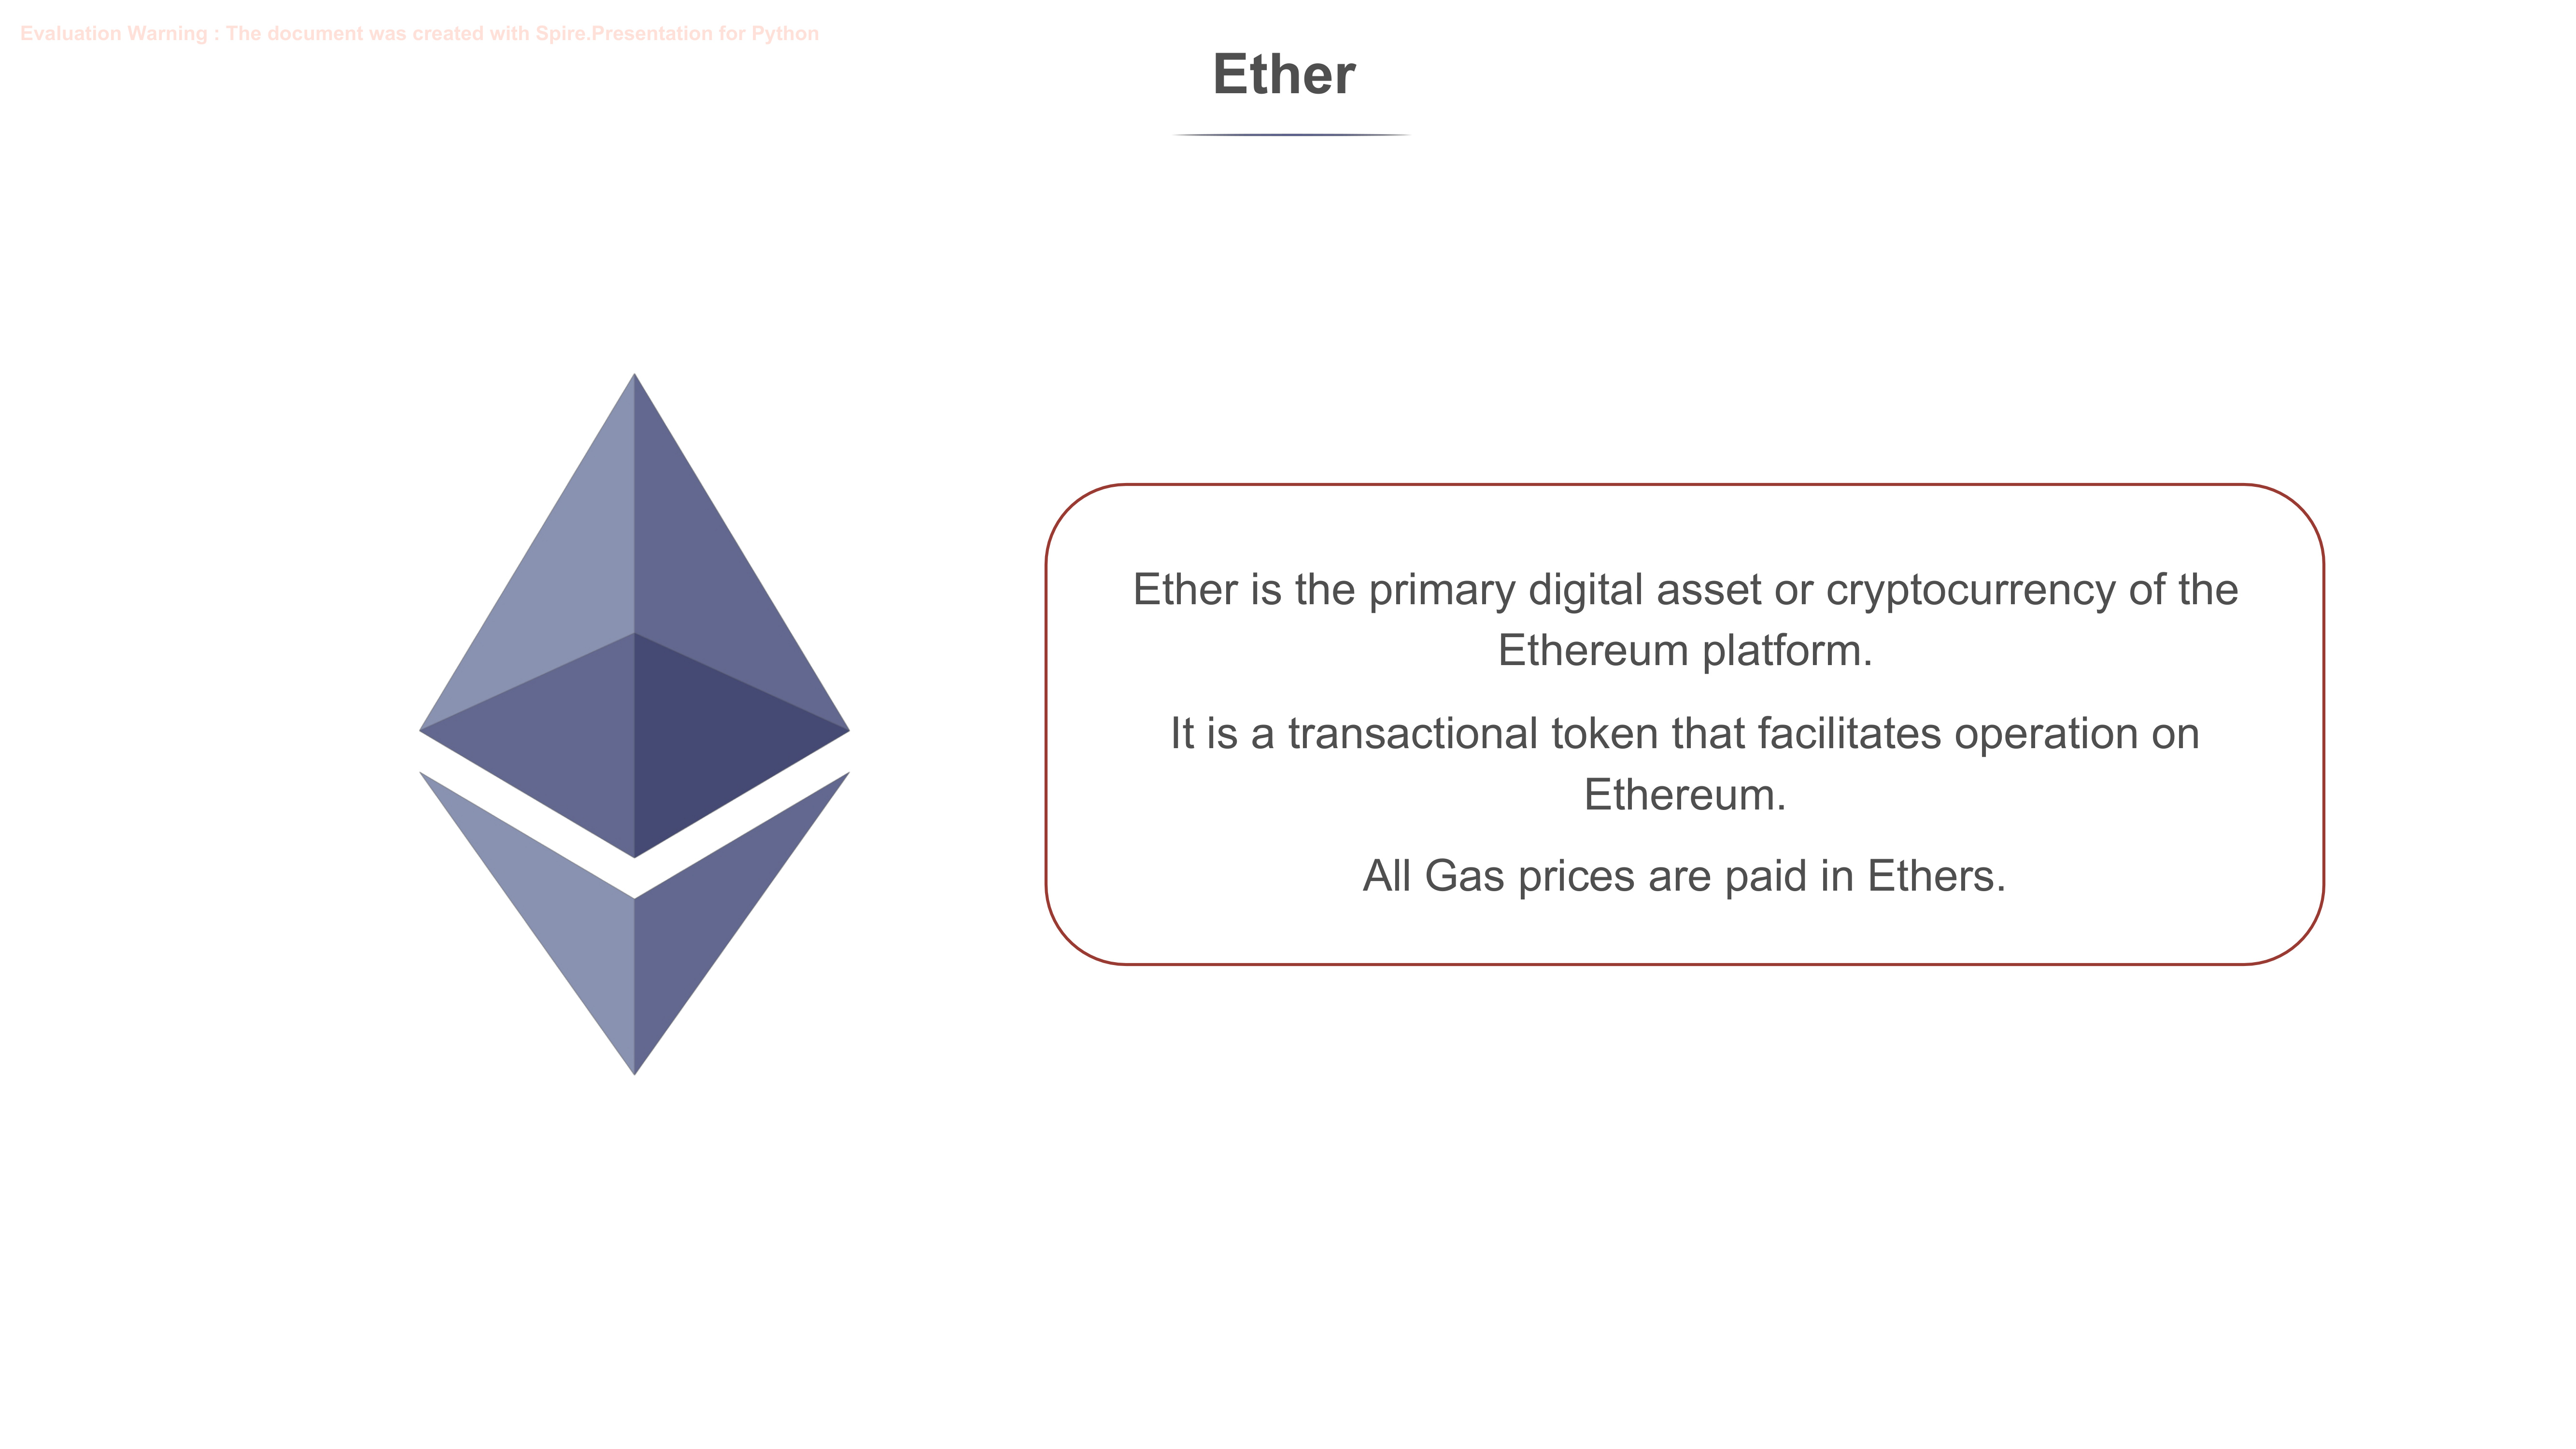 Evaluation Warning : The document was created with Spire.Presentation for Python
Ether
Ether is the primary digital asset or cryptocurrency of the
Ethereum platform.
It is a transactional token that facilitates operation on
Ethereum.
All Gas prices are paid in Ethers.